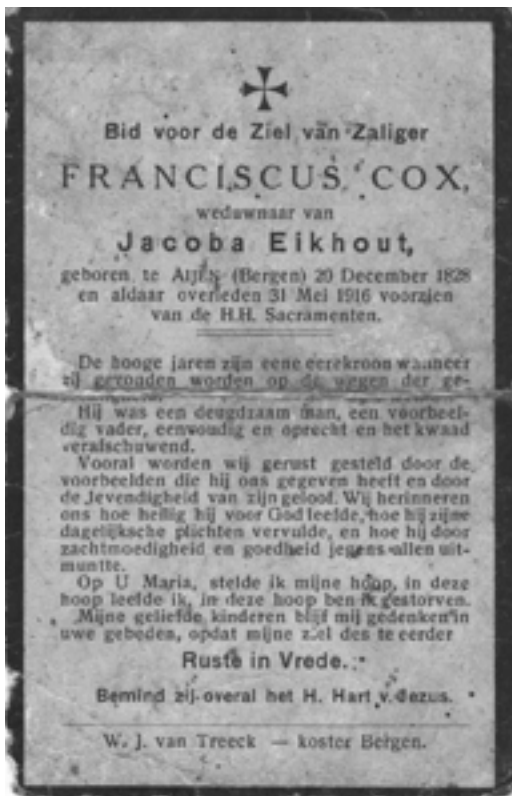 Bid voor de Ziel van Zaliger
FRANCISCUS COX,
weduwnaar van
Jacoba Eikhout,
geboren te Aijen (Bergen) 20 December 1828
en aldaar overleden 31 Mei 1916 voorzien
van de H.H. Sacramenten.
De hooge jaren zijn eene eerekroon wanneer
zij gevonden worden op de wegen der ge-
Hij was een deugdzaam man, een voorbeel-
dig vader, eenvoudig en oprecht en het kwaad
verafschuwend.
Vooral worden wij gerust gesteld door de
voorbeelden die hij ons gegeven heeft en door
de levendigheid van zijn geloof. Wij herinneren
ons hoe heilig hij voor God leefde, hoe hij zijne
dagelijksche plichten vervulde, en hoe hij door
zachtmoedigheid en goedheid jegens allen uit-
muntte.
Op U Maria, stelde ik mijne hoop, in deze
hoop leefde ik, in deze hoop ben ik gestorven.
Mijne geliefde kinderen blijf mij gedenken in
uwe gebeden, opdat mijne ziel des te eerder
Ruste in Vrede.
Bemind zij overal het H. Hart v. Jezus.
W. J. van Treeck — koster Bergen.